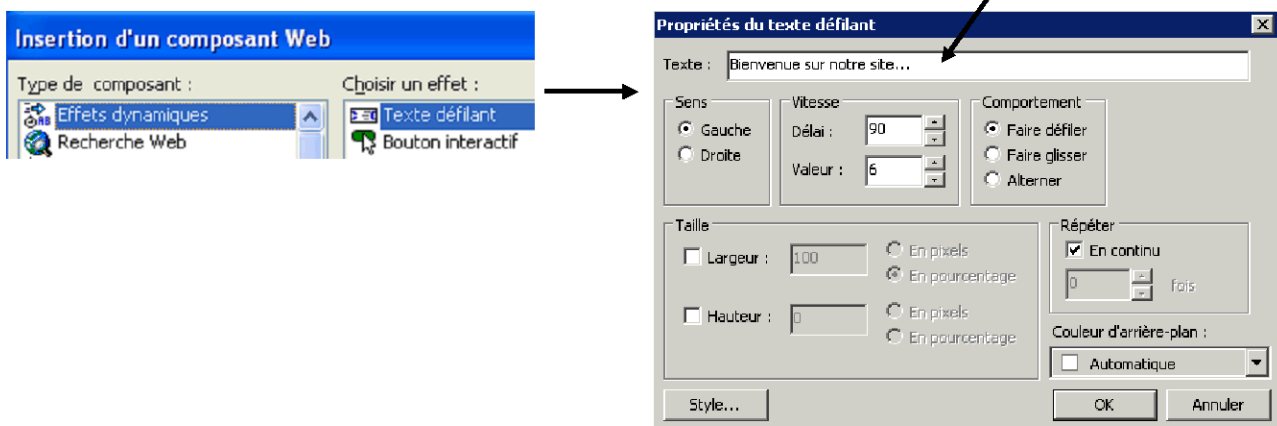 Insertion d'un composant Web
Type de composant :
Choisir un effet :
Effets dynamiques
Recherche Web
Texte défilant
Bouton interactif
Propriétés du texte défilant
Texte : Bienvenue sur notre site...
Sens
Gauche
Droite
Vitesse
Délai : 90
Valeur : 6
Comportement
Faire défiler
Faire glisser
Alterner
Taille
Largeur : 100
En pixels
En pourcentage
Hauteur : 0
En pixels
En pourcentage
Répéter
En continu
0 fois
Couleur d'arrière-plan :
Automatique
Style...
OK
Annuler